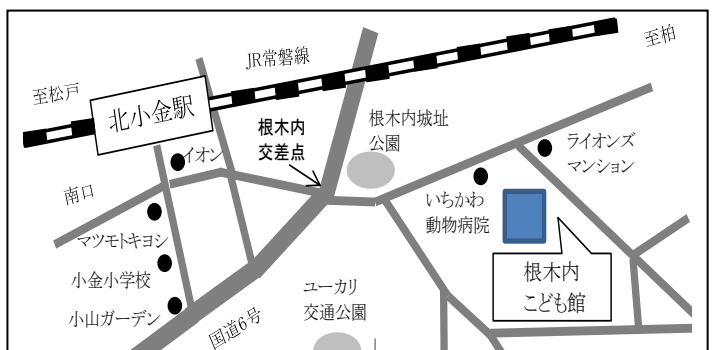 至柏
JR常磐線
至松戸
北小金駅
根木内城址
公園
根木内
交差点
ライオンズ
マンション
イオン
南口
いちかわ
動物病院
マツモトキヨシ
根木内
こども館
小金小学校
ユーカリ
交通公園
小山ガーデン
国道6号